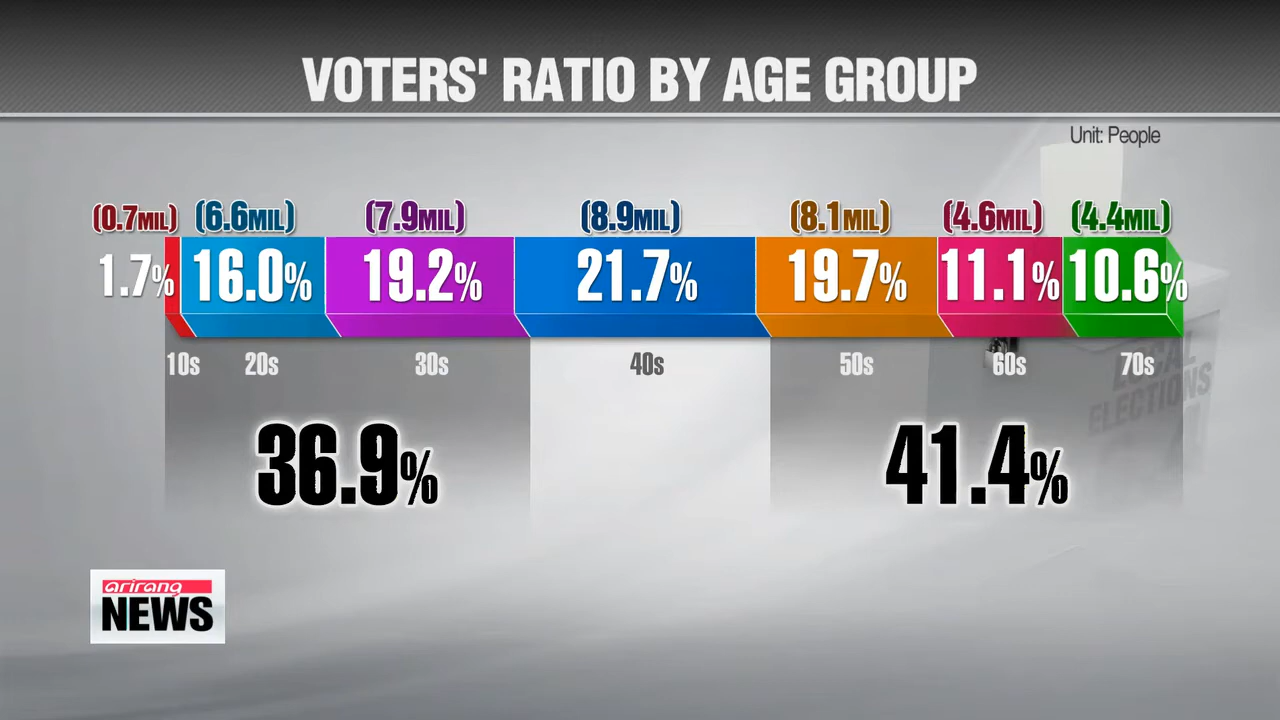 VOTERS' RATIO BY AGE GROUP
Unit: People
(0.7MIL) (6.6MIL) (7.9MIL) (8.9MIL) (8.1MIL) (4.6MIL) (4.4MIL)
1.7% 16.0% 19.2% 21.7% 19.7% 11.1% 10.6%
10s 20s 30s 40s 50s 60s 70s
LOCAL
ELECTIONS
36.9% 41.4%
arirang
NEWS